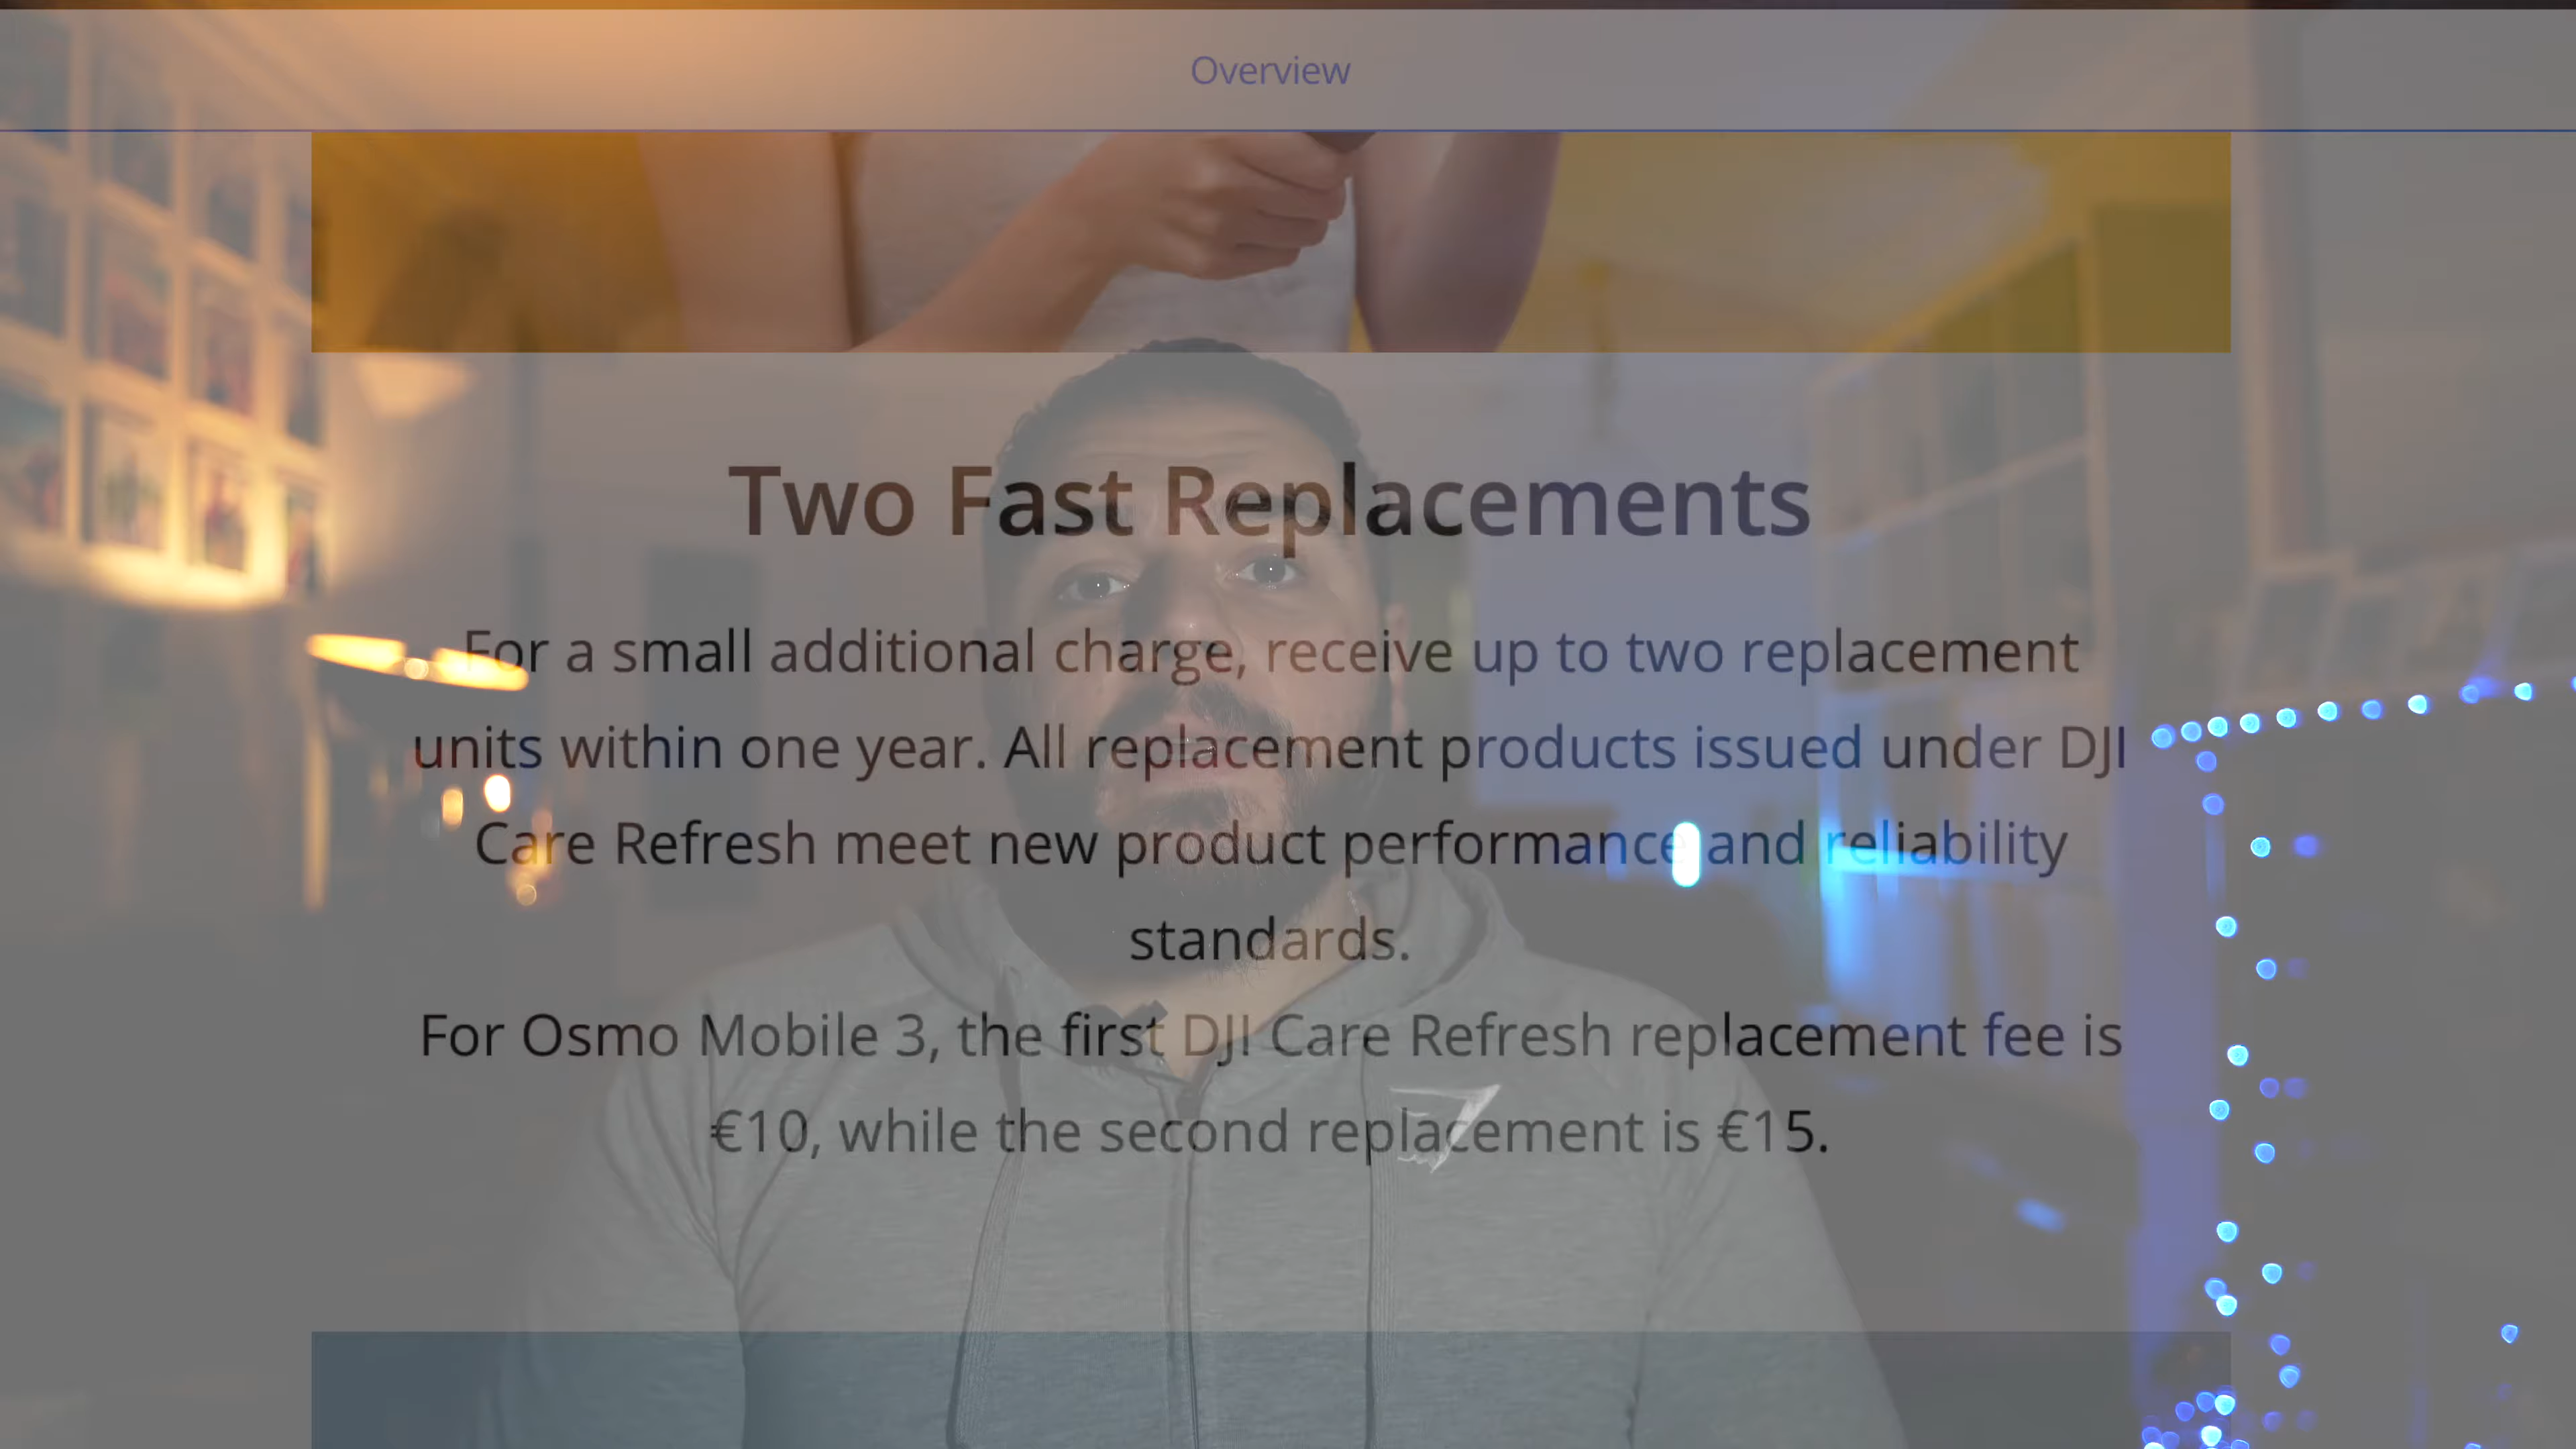 Overview
Two Fast Replacements
For a small additional charge, receive up to two replacement
units within one year. All replacement products issued under DJI
Care Refresh meet new product performance and reliability
standards.
For Osmo Mobile 3, the first DJI Care Refresh replacement fee is
€10, while the second replacement is €15.